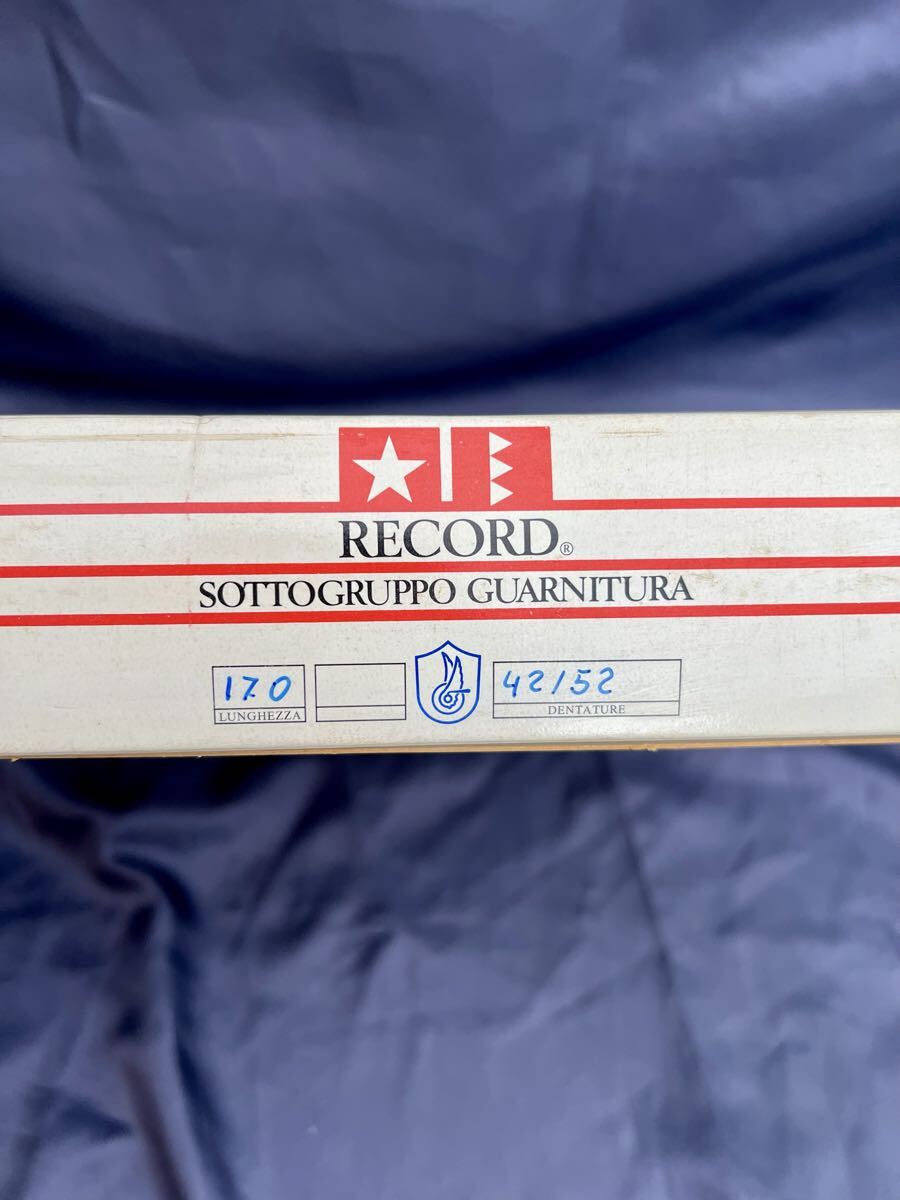 RECORD®
SOTTOGRUPPO GUARNITURA
170
LUNGHEZZA
42/52
DENTATURE